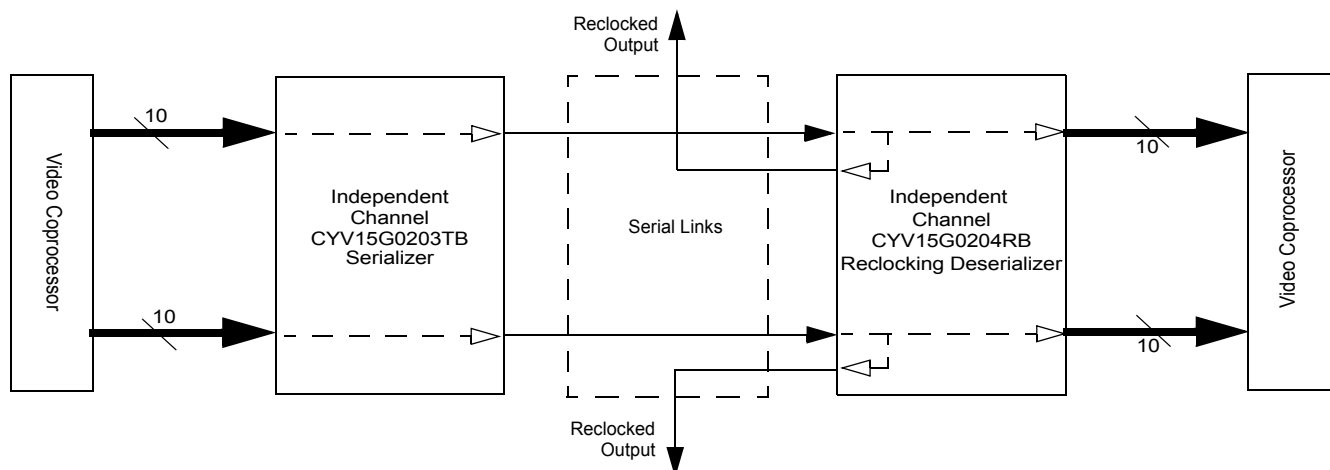 Reclocked
Output
10
10
Video Coprocessor
Independent
Channel
CYV15G0203TB
Serializer
Serial Links
Independent
Channel
CYV15G0204RB
Reclocking Deserializer
Video Coprocessor
10
10
Reclocked
Output